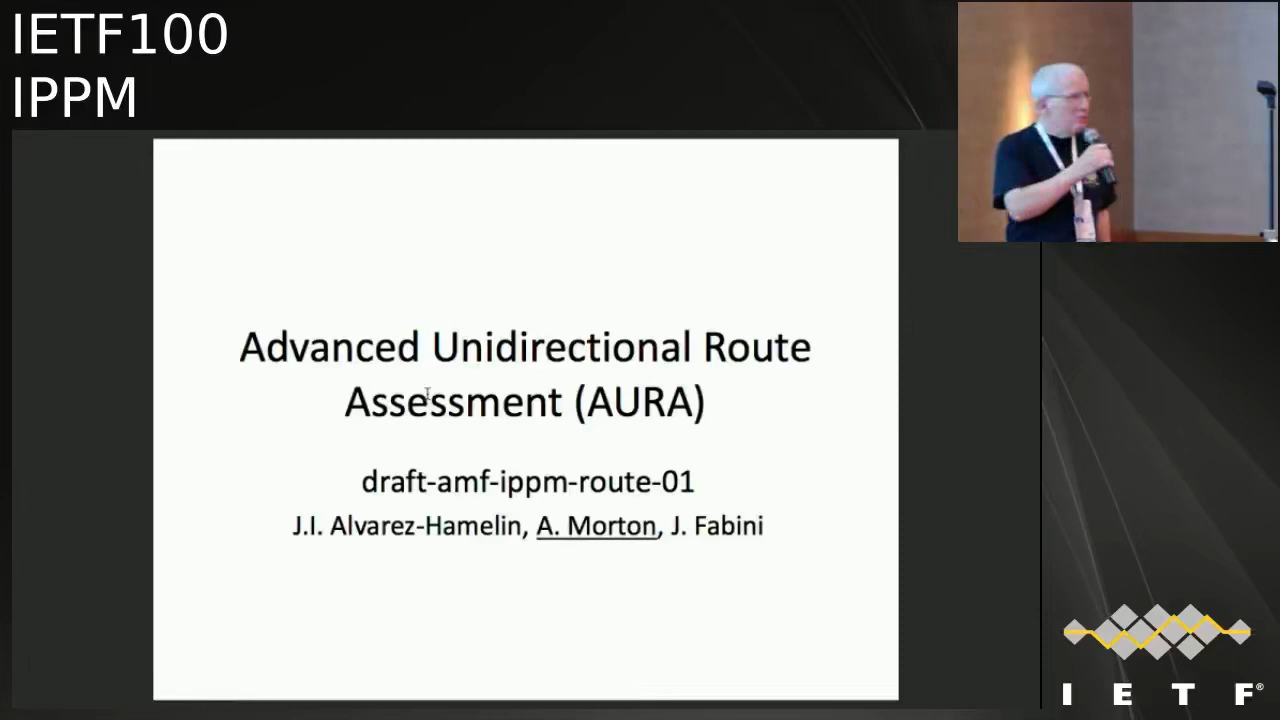 IETF100
IPPM
Advanced Unidirectional Route
Assessment (AURA)
draft-amf-ippm-route-01
J.I. Alvarez-Hamelin, A. Morton, J. Fabini
I E T F®